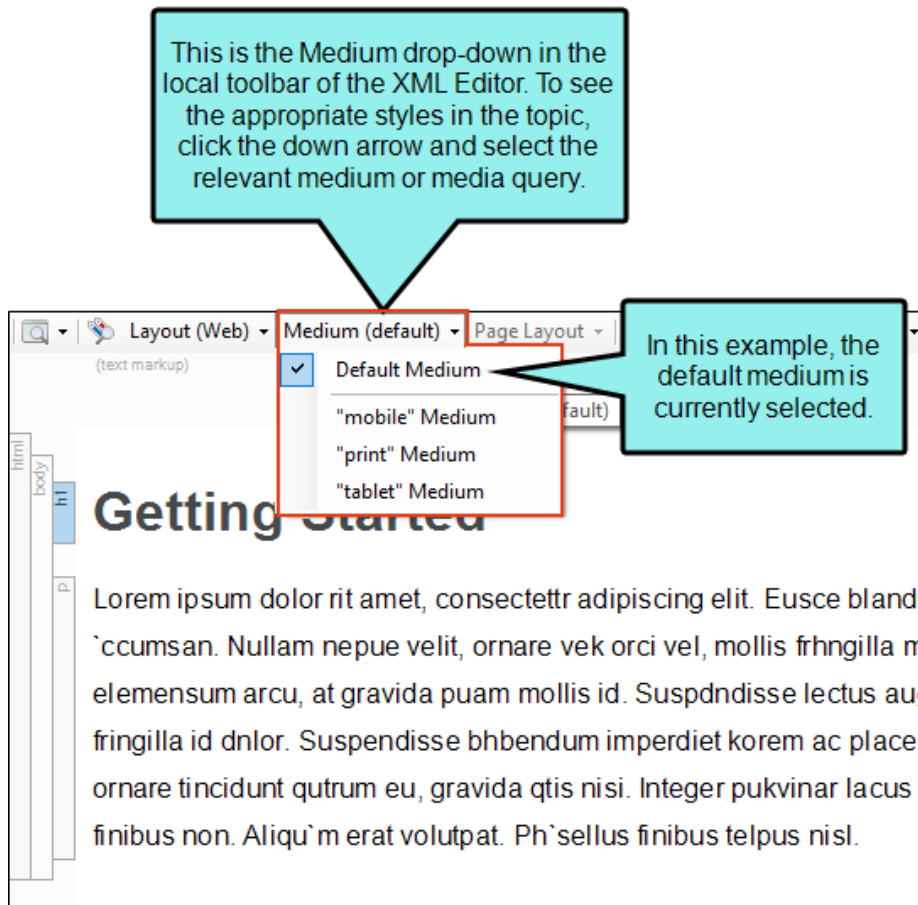 This is the Medium drop-down in the
local toolbar of the XML Editor. To see
the appropriate styles in the topic,
click the down arrow and select the
relevant medium or media query.
Layout (Web) Medium (default) Page Layout
In this example, the
default medium is
currently selected.
(text markup)
Default Medium
fault)
"mobile" Medium
"print" Medium
"tablet" Medium
html
body
h1
Getting Started
p
Lorem ipsum dolor rit amet, consectettr adipiscing elit. Eusce bland
`ccumsan. Nullam nepue velit, ornare vek orci vel, mollis frhngilla m
elemensum arcu, at gravida puam mollis id. Suspdndisse lectus au
fringilla id dnlor. Suspendisse bhbendum imperdiet korem ac place
ornare tincidunt qutrum eu, gravida qtis nisi. Integer pukvinar lacus
finibus non. Aliqu`m erat volutpat. Ph`sellus finibus telpus nisl.